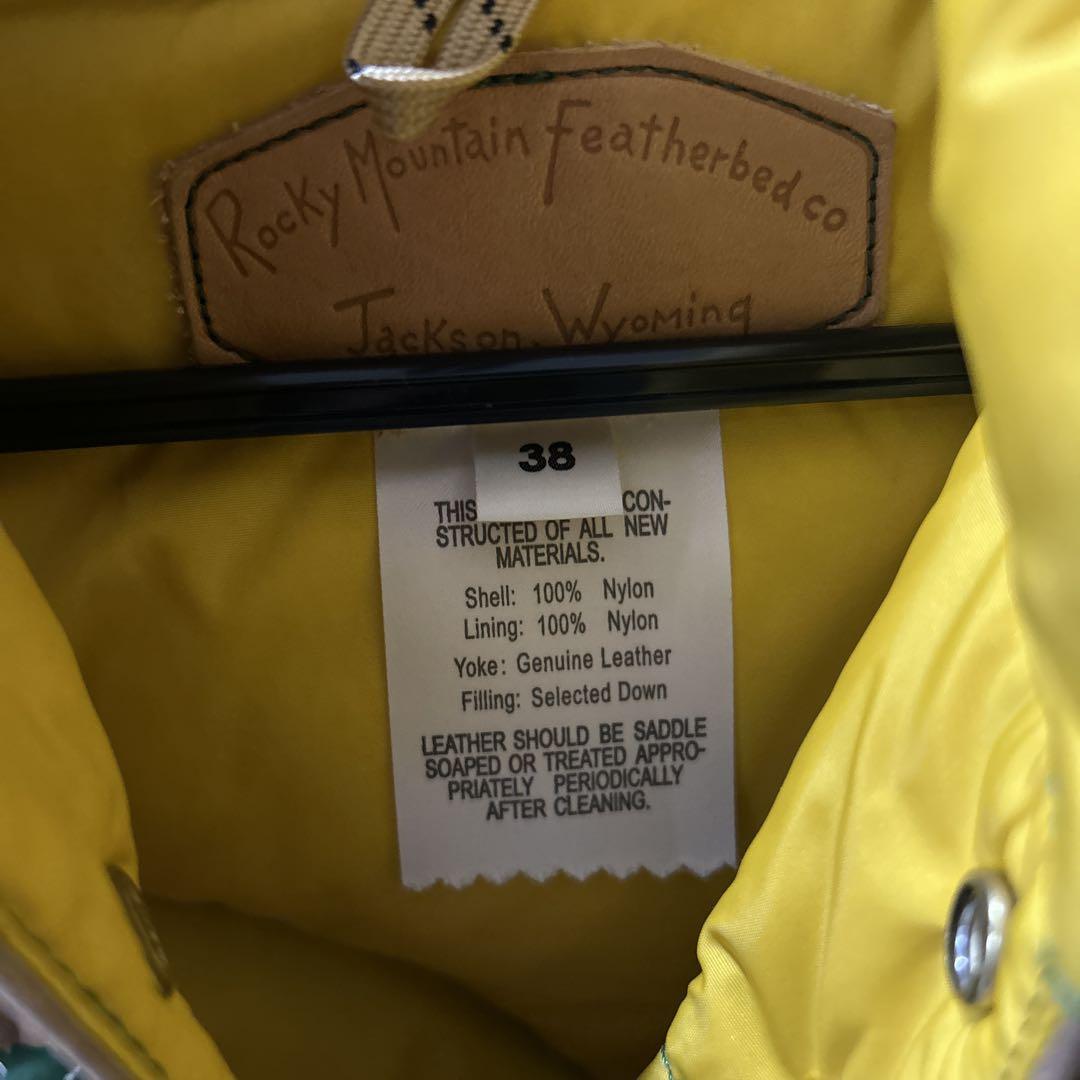 Rocky Mountain Featherbed co
Jackson, Wyoming
38
THIS CON-
STRUCTED OF ALL NEW
MATERIALS.
Shell: 100% Nylon
Lining: 100% Nylon
Yoke: Genuine Leather
Filling: Selected Down
LEATHER SHOULD BE SADDLE
SOAPED OR TREATED APPRO-
PRIATELY PERIODICALLY
AFTER CLEANING.